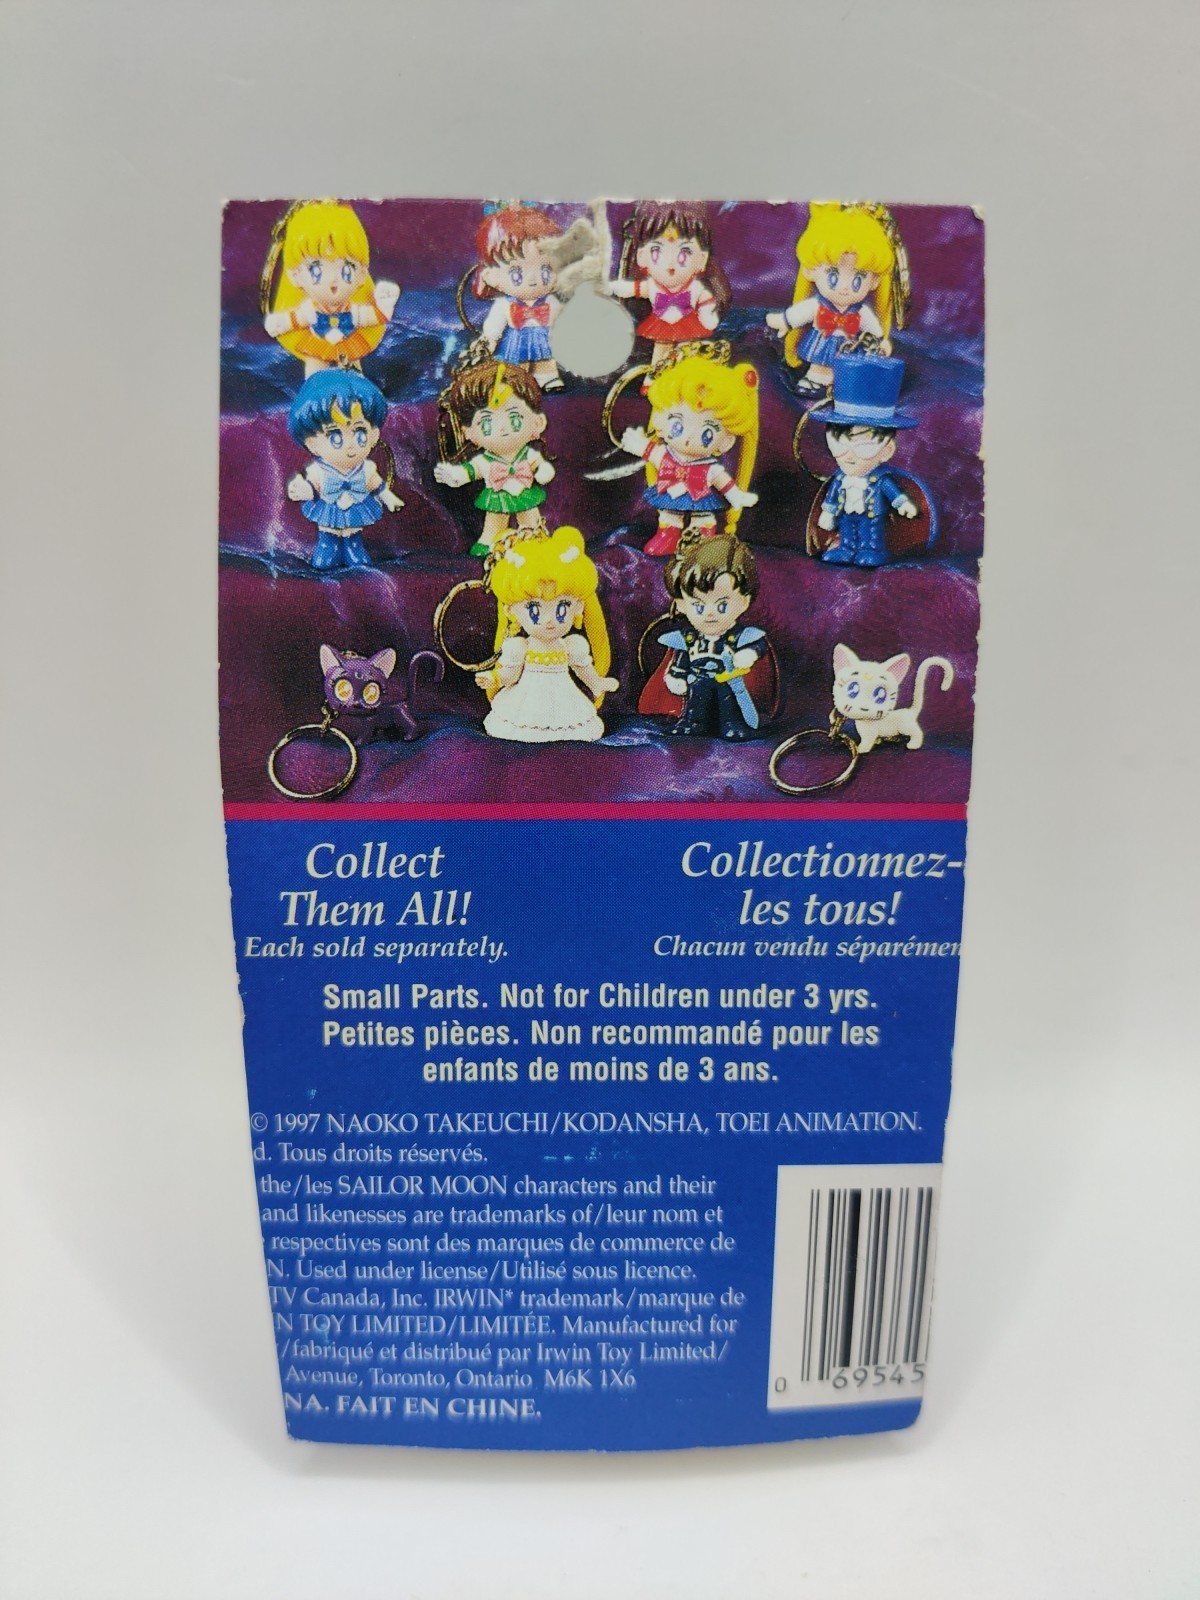 Collect
Them All!
Each sold separately.
Collectionnez-
les tous!
Chacun vendu séparémen
Small Parts. Not for Children under 3 yrs.
Petites pièces. Non recommandé pour les
enfants de moins de 3 ans.
© 1997 NAOKO TAKEUCHI/KODANSHA, TOEI ANIMATION.
d. Tous droits réservés.
the/les SAILOR MOON characters and their
and likenesses are trademarks of/leur nom et
respectives sont des marques de commerce de
N. Used under license/Utilisé sous licence.
TV Canada, Inc. IRWIN* trademark/marque de
N TOY LIMITED/LIMITÉE. Manufactured for
/fabriqué et distribué par Irwin Toy Limited/
Avenue, Toronto, Ontario M6K 1X6
NA. FAIT EN CHINE.
0 69545